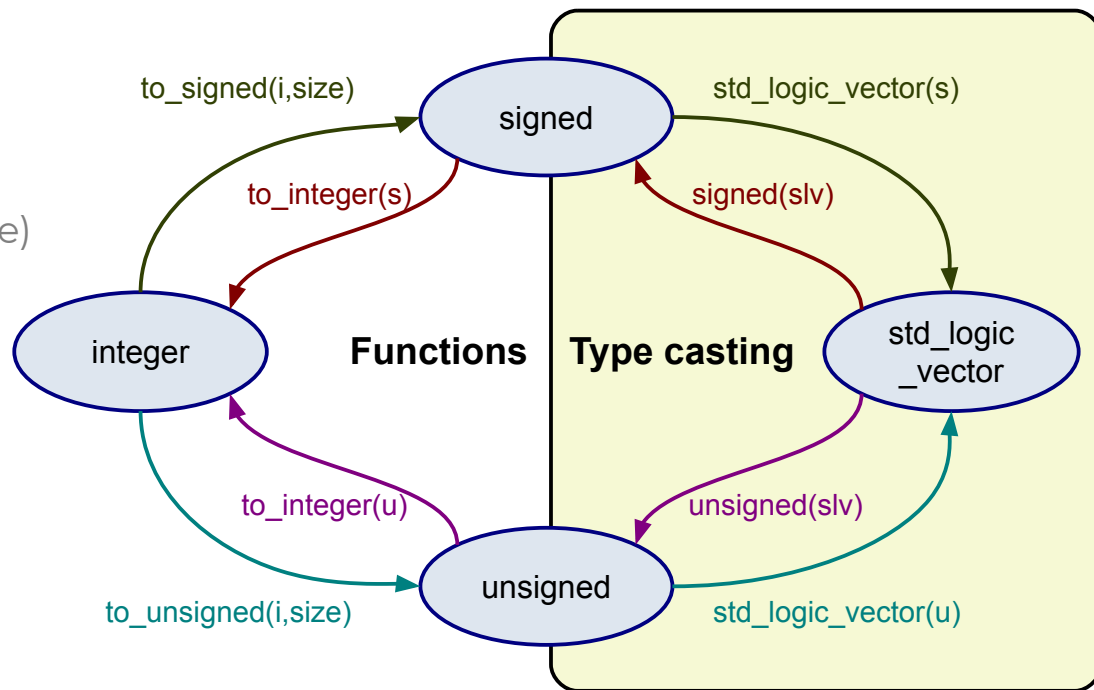 to_signed(i,size)
signed
std_logic_vector(s)
to_integer(s)
signed(slv)
e)
integer
Functions
Type casting
std_logic
_vector
to_integer(u)
unsigned(slv)
unsigned
to_unsigned(i,size)
std_logic_vector(u)